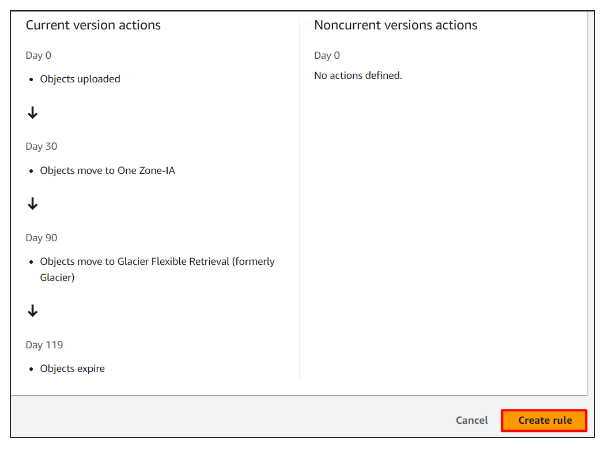 Current version actions
Day 0
Objects uploaded
Day 30
Objects move to One Zone-IA
Day 90
Objects move to Glacier Flexible Retrieval (formerly
Glacier)
Day 119
Objects expire
Noncurrent versions actions
Day 0
No actions defined.
Cancel
Create rule